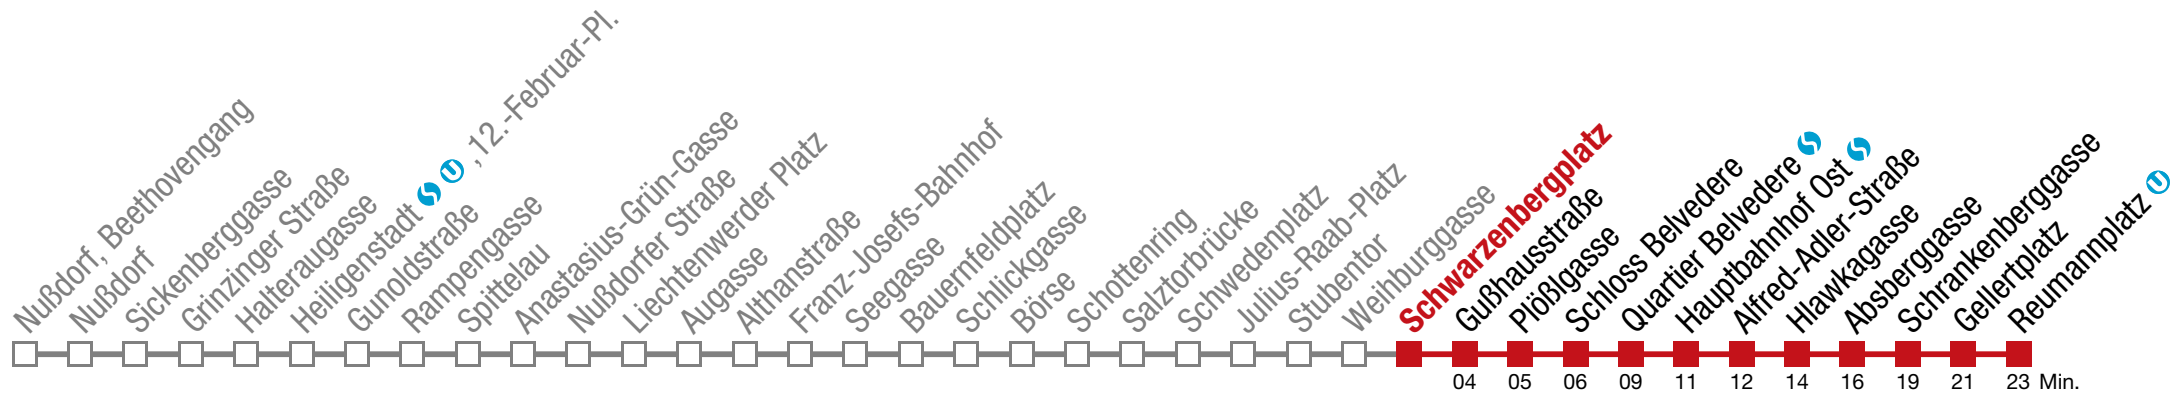 Nußdorf, Beethovengang
Nußdorf
Sickenberggasse
Grinzinger Straße
Halteraugasse
Heiligenstadt S U , 12.-Februar-Pl.
Gunoldstraße
Rampengasse
Spittelau
Anastasius-Grün-Gasse
Nußdorfer Straße
Liechtenwerder Platz
Augasse
Althanstraße
Franz-Josefs-Bahnhof
Seegasse
Bauernfeldplatz
Schlickgasse
Börse
Schottenring
Salztorbrücke
Schwedenplatz
Julius-Raab-Platz
Stubentor
Weihburggasse
Schwarzenbergplatz
Gußhausstraße
Plößlgasse
Schloss Belvedere
Quartier Belvedere S
Hauptbahnhof Ost S
Alfred-Adler-Straße
Hlawkagasse
Absberggasse
Schrankenberggasse
Gellertplatz
Reumannplatz U
04 05 06 09 11 12 14 16 19 21 23 Min.